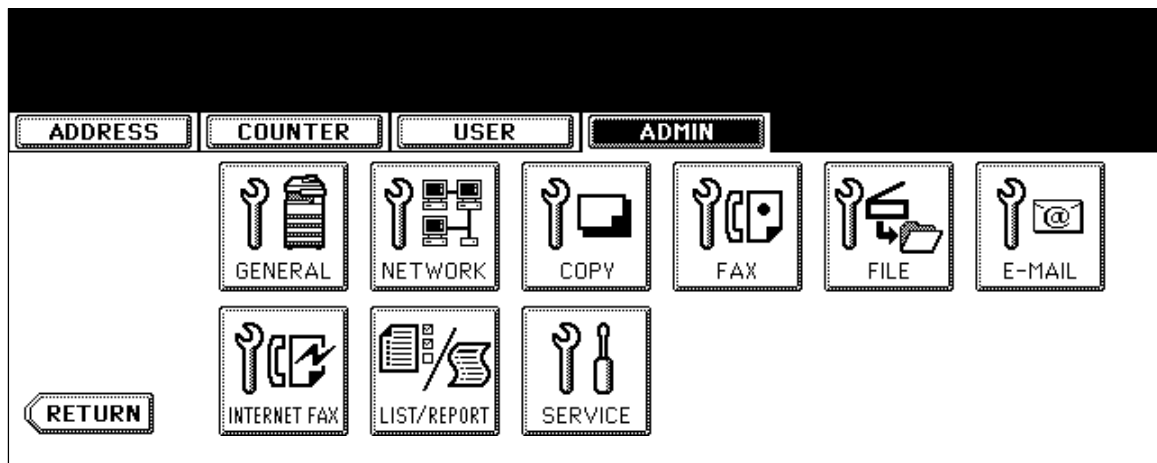 ADDRESS COUNTER USER ADMIN
GENERAL NETWORK COPY FAX FILE E-MAIL
@
INTERNET FAX LIST/REPORT SERVICE
RETURN